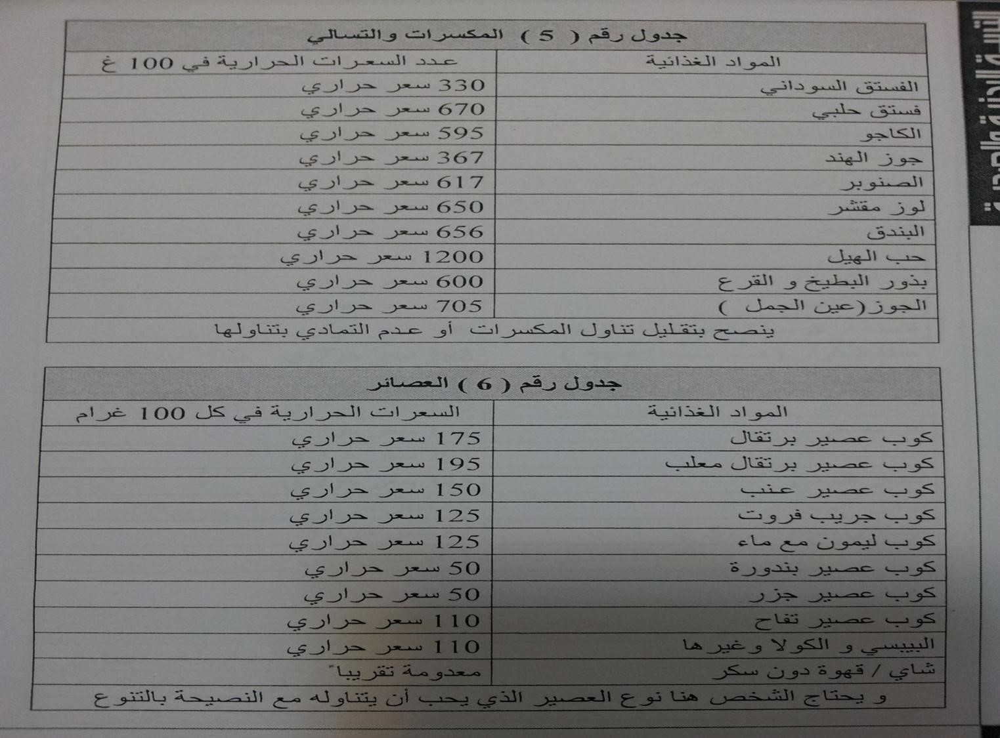 جدول رقم ( 5 ) المكسرات والتسالي
المواد الغذائية عدد السعرات الحرارية في 100 غ
الفستق السوداني 330 سعر حراري
فستق حلبي 670 سعر حراري
الكاجو 595 سعر حراري
جوز الهند 367 سعر حراري
الصنوبر 617 سعر حراري
لوز مقشر 650 سعر حراري
البندق 656 سعر حراري
حب الهيل 1200 سعر حراري
بذور البطيخ و القرع 600 سعر حراري
الجوز(عين الجمل ) 705 سعر حراري
ينصح بتقليل تناول المكسرات أو عدم التمادي بتناولها
جدول رقم ( 6 ) العصائر
المواد الغذائية السعرات الحرارية في كل 100 غرام
كوب عصير برتقال 175 سعر حراري
كوب عصير برتقال معلب 195 سعر حراري
كوب عصير عنب 150 سعر حراري
كوب جريب فروت 125 سعر حراري
كوب ليمون مع ماء 125 سعر حراري
كوب عصير بندورة 50 سعر حراري
كوب عصير جزر 50 سعر حراري
كوب عصير تفاح 110 سعر حراري
البيبسي و الكولا وغيرها 110 سعر حراري
شاي / قهوة دون سكر معدومة تقريباً
و يحتاج الشخص هنا نوع العصير الذي يحب أن يتناوله مع النصيحة بالتنوع